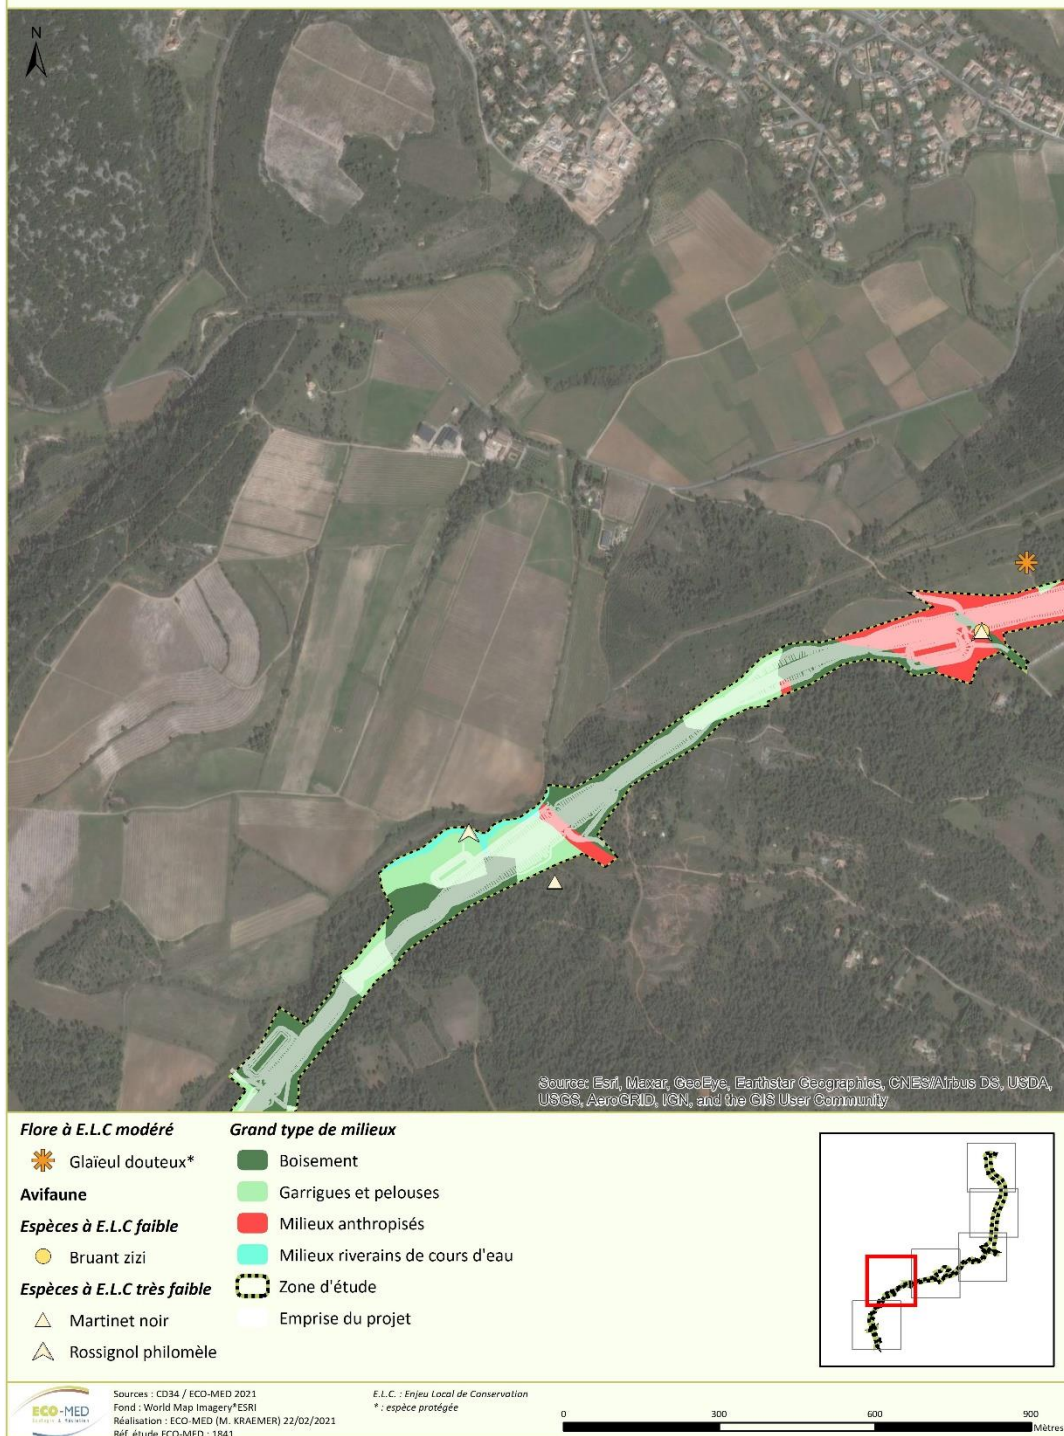 N
Source: Esri, Maxar, GeoEye, Earthstar Geographics, CNES/Airbus DS, USDA,
USGS, AeroGRID, IGN, and the GIS User Community
Flore à E.L.C modéré
Glaïeul douteux*
Avifaune
Espèces à E.L.C faible
Bruant zizi
Espèces à E.L.C très faible
Martinet noir
Rossignol philomèle
Grand type de milieux
Boisement
Garrigues et pelouses
Milieux anthropisés
Milieux riverains de cours d'eau
Zone d'étude
Emprise du projet
ECO-MED
Sources : CD34 / ECO-MED 2021
Fond : World Map Imagery*ESRI
Réalisation : ECO-MED (M. KRAEMER) 22/02/2021
Réf. étude ECO-MED : 1841
E.L.C. : Enjeu Local de Conservation
* : espèce protégée
0 300 600 900
Mètres